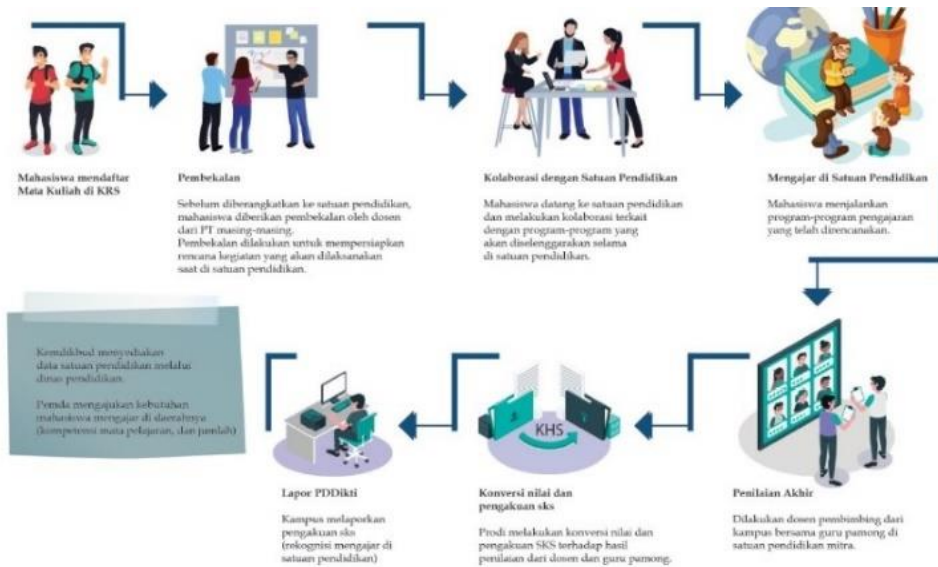 Mahasiswa mendaftar
Mata Kuliah di KRS
Pembekalan
Sebelum diberangkatkan ke satuan pendidikan,
mahasiswa diberikan pembekalan oleh dosen
dari PT masing-masing.
Pembekalan dilakukan untuk mempersiapkan
rencana kegiatan yang akan dilaksanakan
saat di satuan pendidikan.
Kolaborasi dengan Satuan Pendidikan
Mahasiswa datang ke satuan pendidikan
dan melakukan kolaborasi terkait
dengan program-program yang
akan diselenggarakan selama
di satuan pendidikan.
Mengajar di Satuan Pendidikan
Mahasiswa menjalankan
program-program pengajaran
yang telah direncanakan.
Kemdikbud menyediakan
data satuan pendidikan melalui
dinas pendidikan.
Pemda mengajukan kebutuhan
mahasiswa mengajar di daerahnya
(kompetensi mata pelajaran, dan jumlah)
Lapor PDDikti
Kampus melaporkan
pengakuan sks
(rekognisi mengajar di
satuan pendidikan)
KHS
Konversi nilai dan
pengakuan sks
Prodi melakukan konversi nilai dan
pengakuan SKS terhadap hasil
penilaian dari dosen dan guru pamong.
Penilaian Akhir
Dilakukan dosen pembimbing dari
kampus bersama guru pamong di
satuan pendidikan mitra.